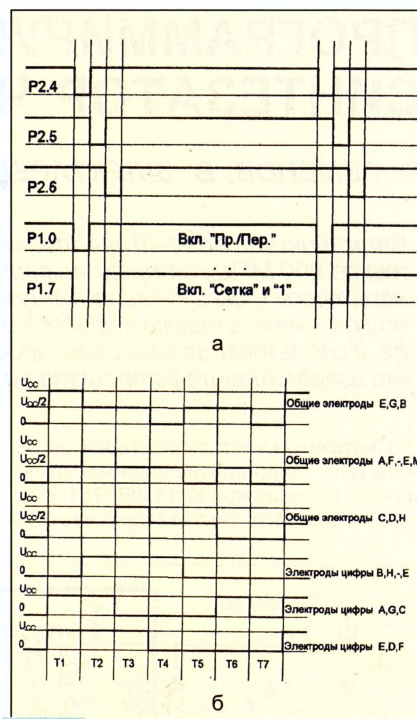 P2.4
P2.5
P2.6
P1.0 Вкл. "Пр./Пер."
P1.7 Вкл. "Сетка" и "1"
а
Ucc
Ucc/2 Общие электроды E,G,B
0
Ucc
Ucc/2 Общие электроды A,F,-,E,M
0
Ucc
Ucc/2 Общие электроды C,D,H
0
Ucc
Электроды цифры B,H,-,E
0
Ucc
Электроды цифры A,G,C
0
Ucc
Электроды цифры E,D,F
0
T1 T2 T3 T4 T5 T6 T7
б